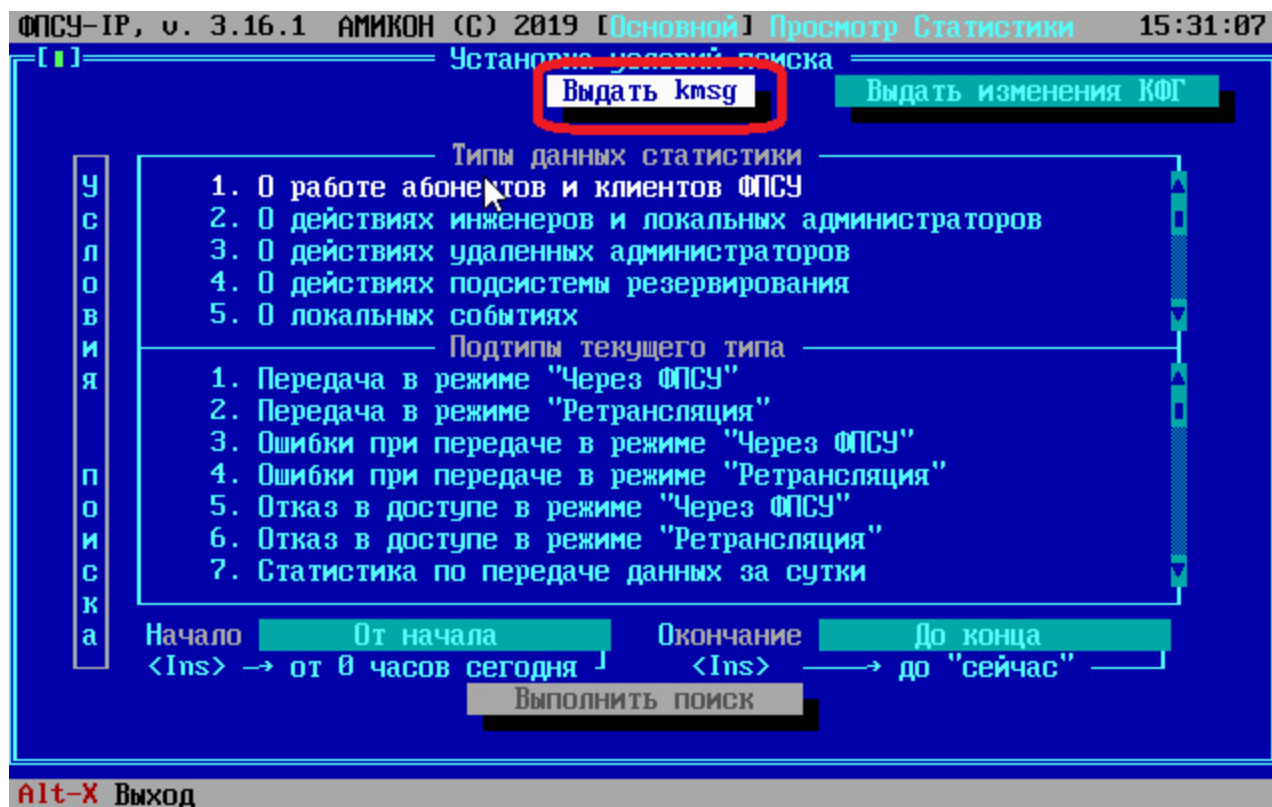 ФПСУ-IP, v. 3.16.1 АМИКОН (C) 2019 [Основной] Просмотр Статистики 15:31:07
Установка условий поиска
Выдать kmsg Выдать изменения КФГ
Условия поиска
Типы данных статистики
1. О работе абонентов и клиентов ФПСУ
2. О действиях инженеров и локальных администраторов
3. О действиях удаленных администраторов
4. О действиях подсистемы резервирования
5. О локальных событиях
Подтипы текущего типа
1. Передача в режиме "Через ФПСУ"
2. Передача в режиме "Ретрансляция"
3. Ошибки при передаче в режиме "Через ФПСУ"
4. Ошибки при передаче в режиме "Ретрансляция"
5. Отказ в доступе в режиме "Через ФПСУ"
6. Отказ в доступе в режиме "Ретрансляция"
7. Статистика по передаче данных за сутки
Начало От начала Окончание До конца
<Ins> → от 0 часов сегодня <Ins> → до "сейчас"
Выполнить поиск
Alt-X Выход